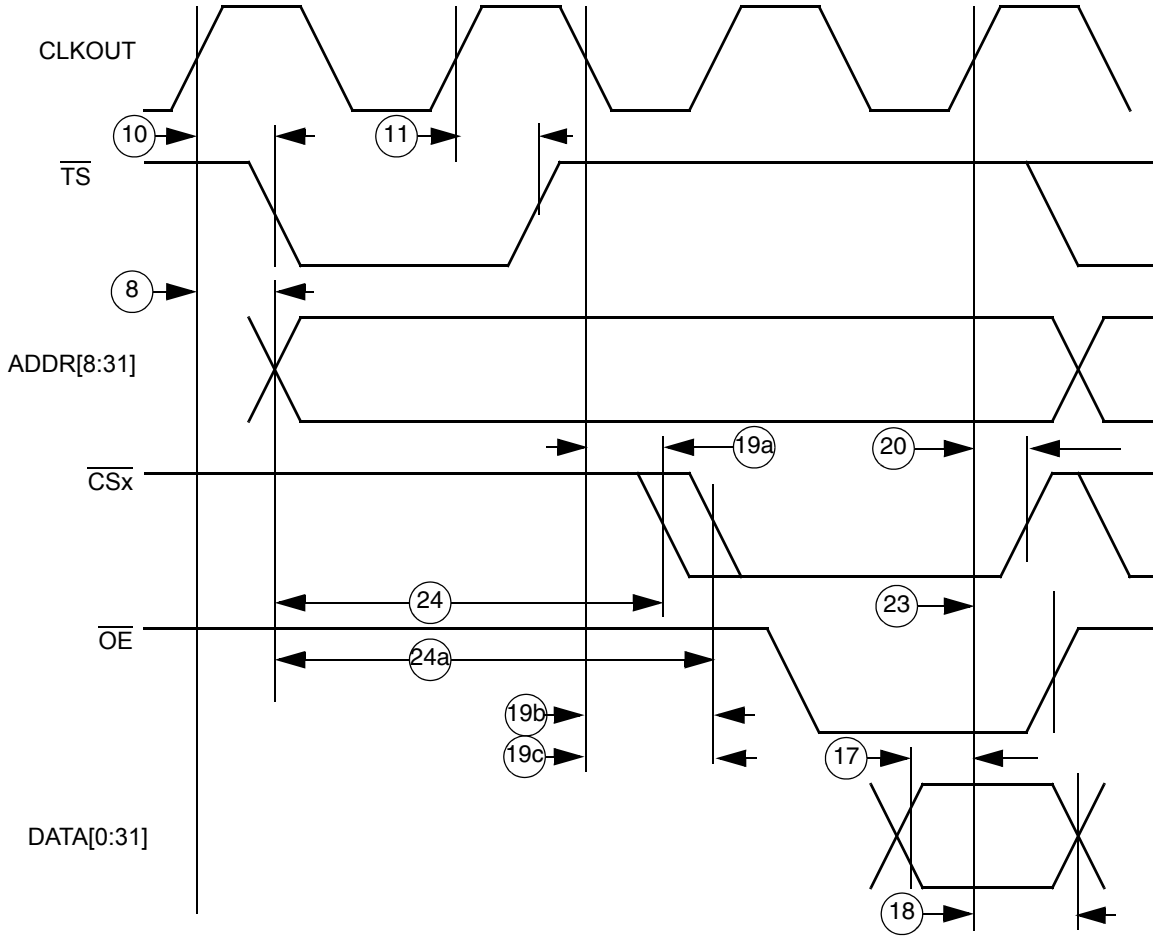 CLKOUT
10
11
TS
8
ADDR[8:31]
19a
20
CSx
24
23
OE
24a
19b
19c
17
DATA[0:31]
18